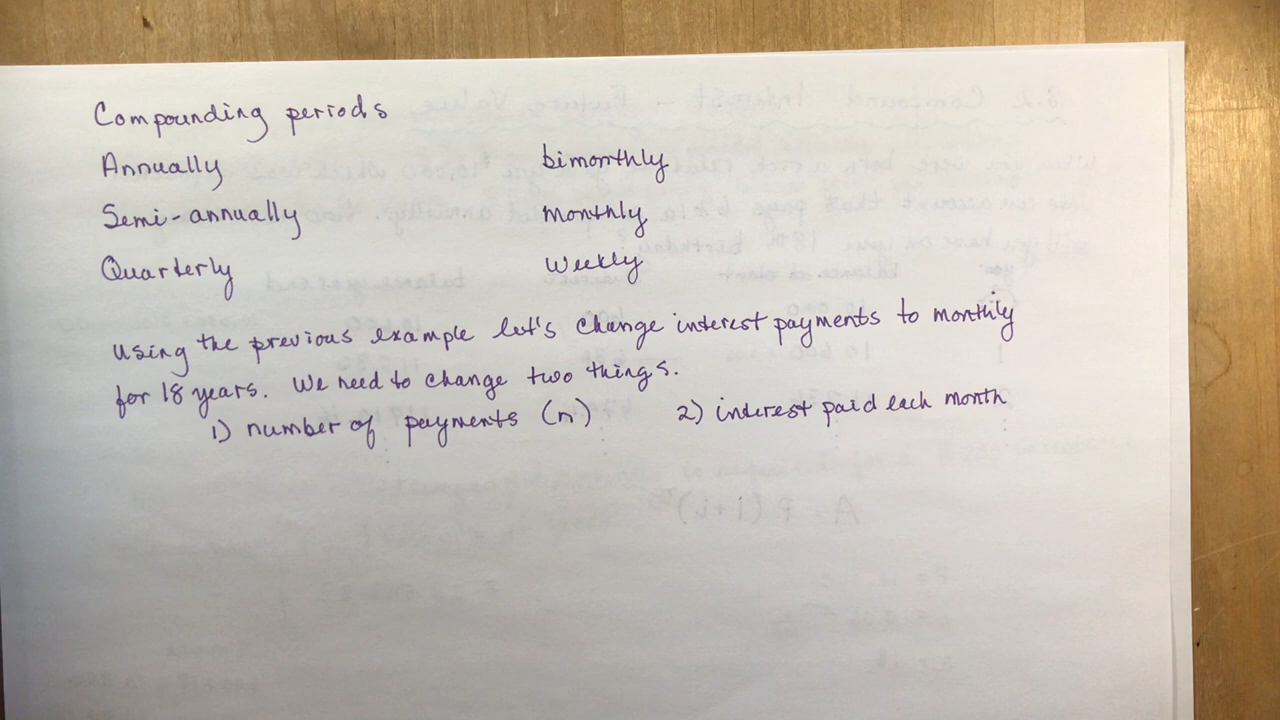 Compounding periods
Annually bimonthly
Semi-annually monthly
Quarterly Weekly
Using the previous example let's change interest payments to monthly
for 18 years. We need to change two things.
1) number of payments (n) 2) interest paid each month